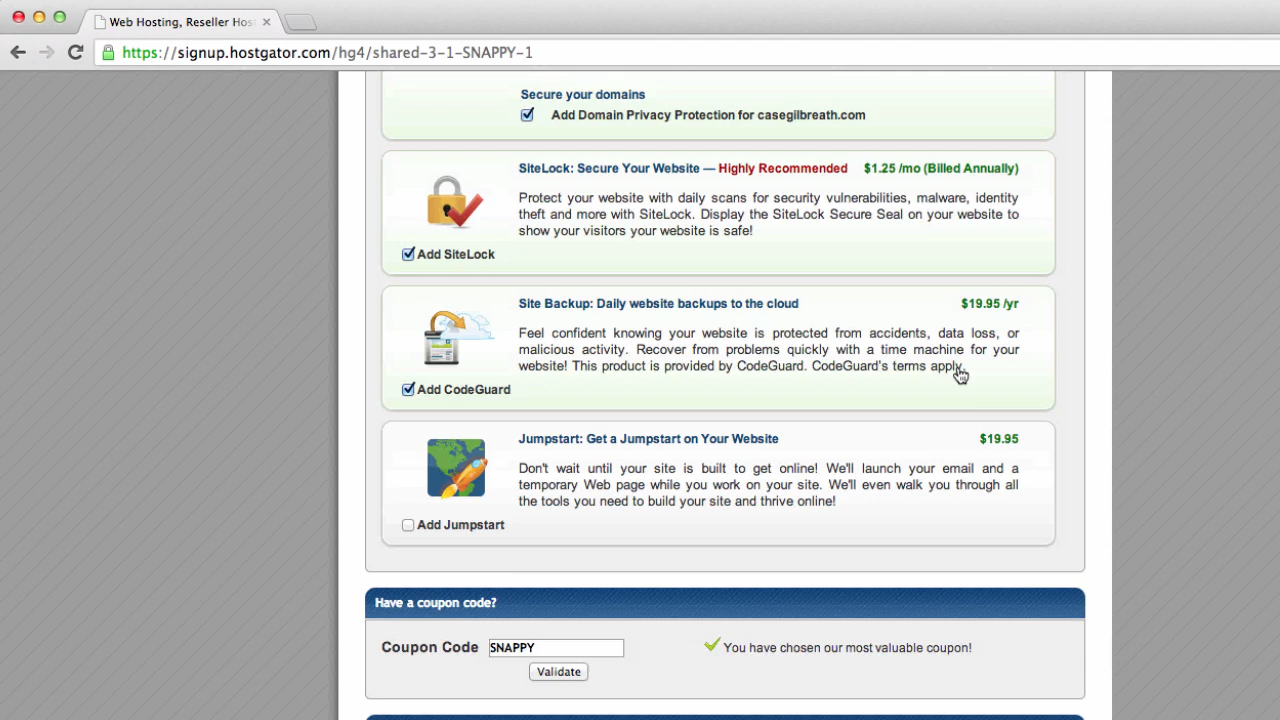 Web Hosting, Reseller Hos
https://signup.hostgator.com/hg4/shared-3-1-SNAPPY-1
Secure your domains
Add Domain Privacy Protection for casegilbreath.com
SiteLock: Secure Your Website — Highly Recommended $1.25 /mo (Billed Annually)
Protect your website with daily scans for security vulnerabilities, malware, identity
theft and more with SiteLock. Display the SiteLock Secure Seal on your website to
show your visitors your website is safe!
Add SiteLock
Site Backup: Daily website backups to the cloud $19.95 /yr
Feel confident knowing your website is protected from accidents, data loss, or
malicious activity. Recover from problems quickly with a time machine for your
website! This product is provided by CodeGuard. CodeGuard's terms apply.
Add CodeGuard
Jumpstart: Get a Jumpstart on Your Website $19.95
Don't wait until your site is built to get online! We'll launch your email and a
temporary Web page while you work on your site. We'll even walk you through all
the tools you need to build your site and thrive online!
Add Jumpstart
Have a coupon code?
Coupon Code SNAPPY You have chosen our most valuable coupon!
Validate